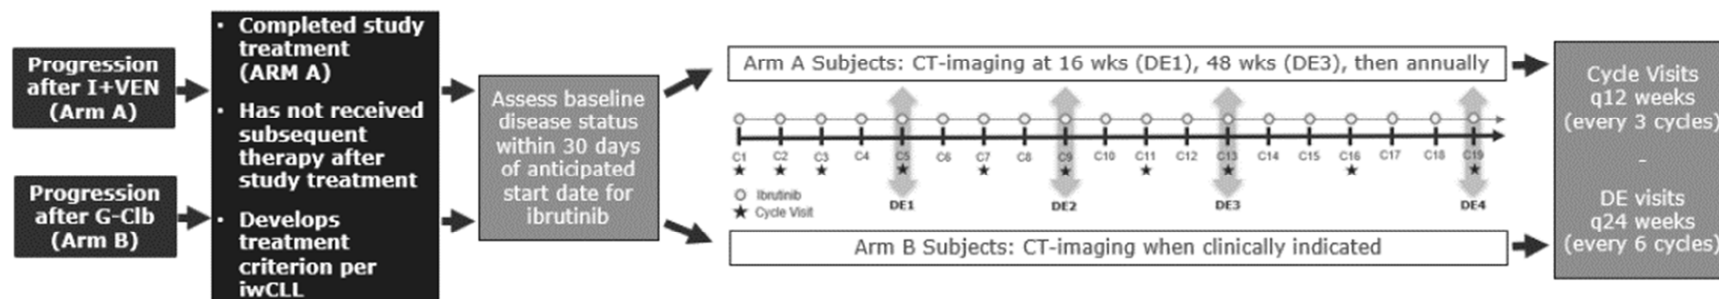 Progression
after I+VEN
(Arm A)
Progression
after G-Clb
(Arm B)
• Completed study
treatment
(ARM A)
• Has not received
subsequent
therapy after
study treatment
• Develops
treatment
criterion per
iwCLL
Assess baseline
disease status
within 30 days
of anticipated
start date for
ibrutinib
Arm A Subjects: CT-imaging at 16 wks (DE1), 48 wks (DE3), then annually
C1 C2 C3 C4 C5 C6 C7 C8 C9 C10 C11 C12 C13 C14 C15 C16 C17 C18 C19
Ibrutinib
Cycle Visit
DE1 DE2 DE3 DE4
Arm B Subjects: CT-imaging when clinically indicated
Cycle Visits
q12 weeks
(every 3 cycles)
-
DE visits
q24 weeks
(every 6 cycles)